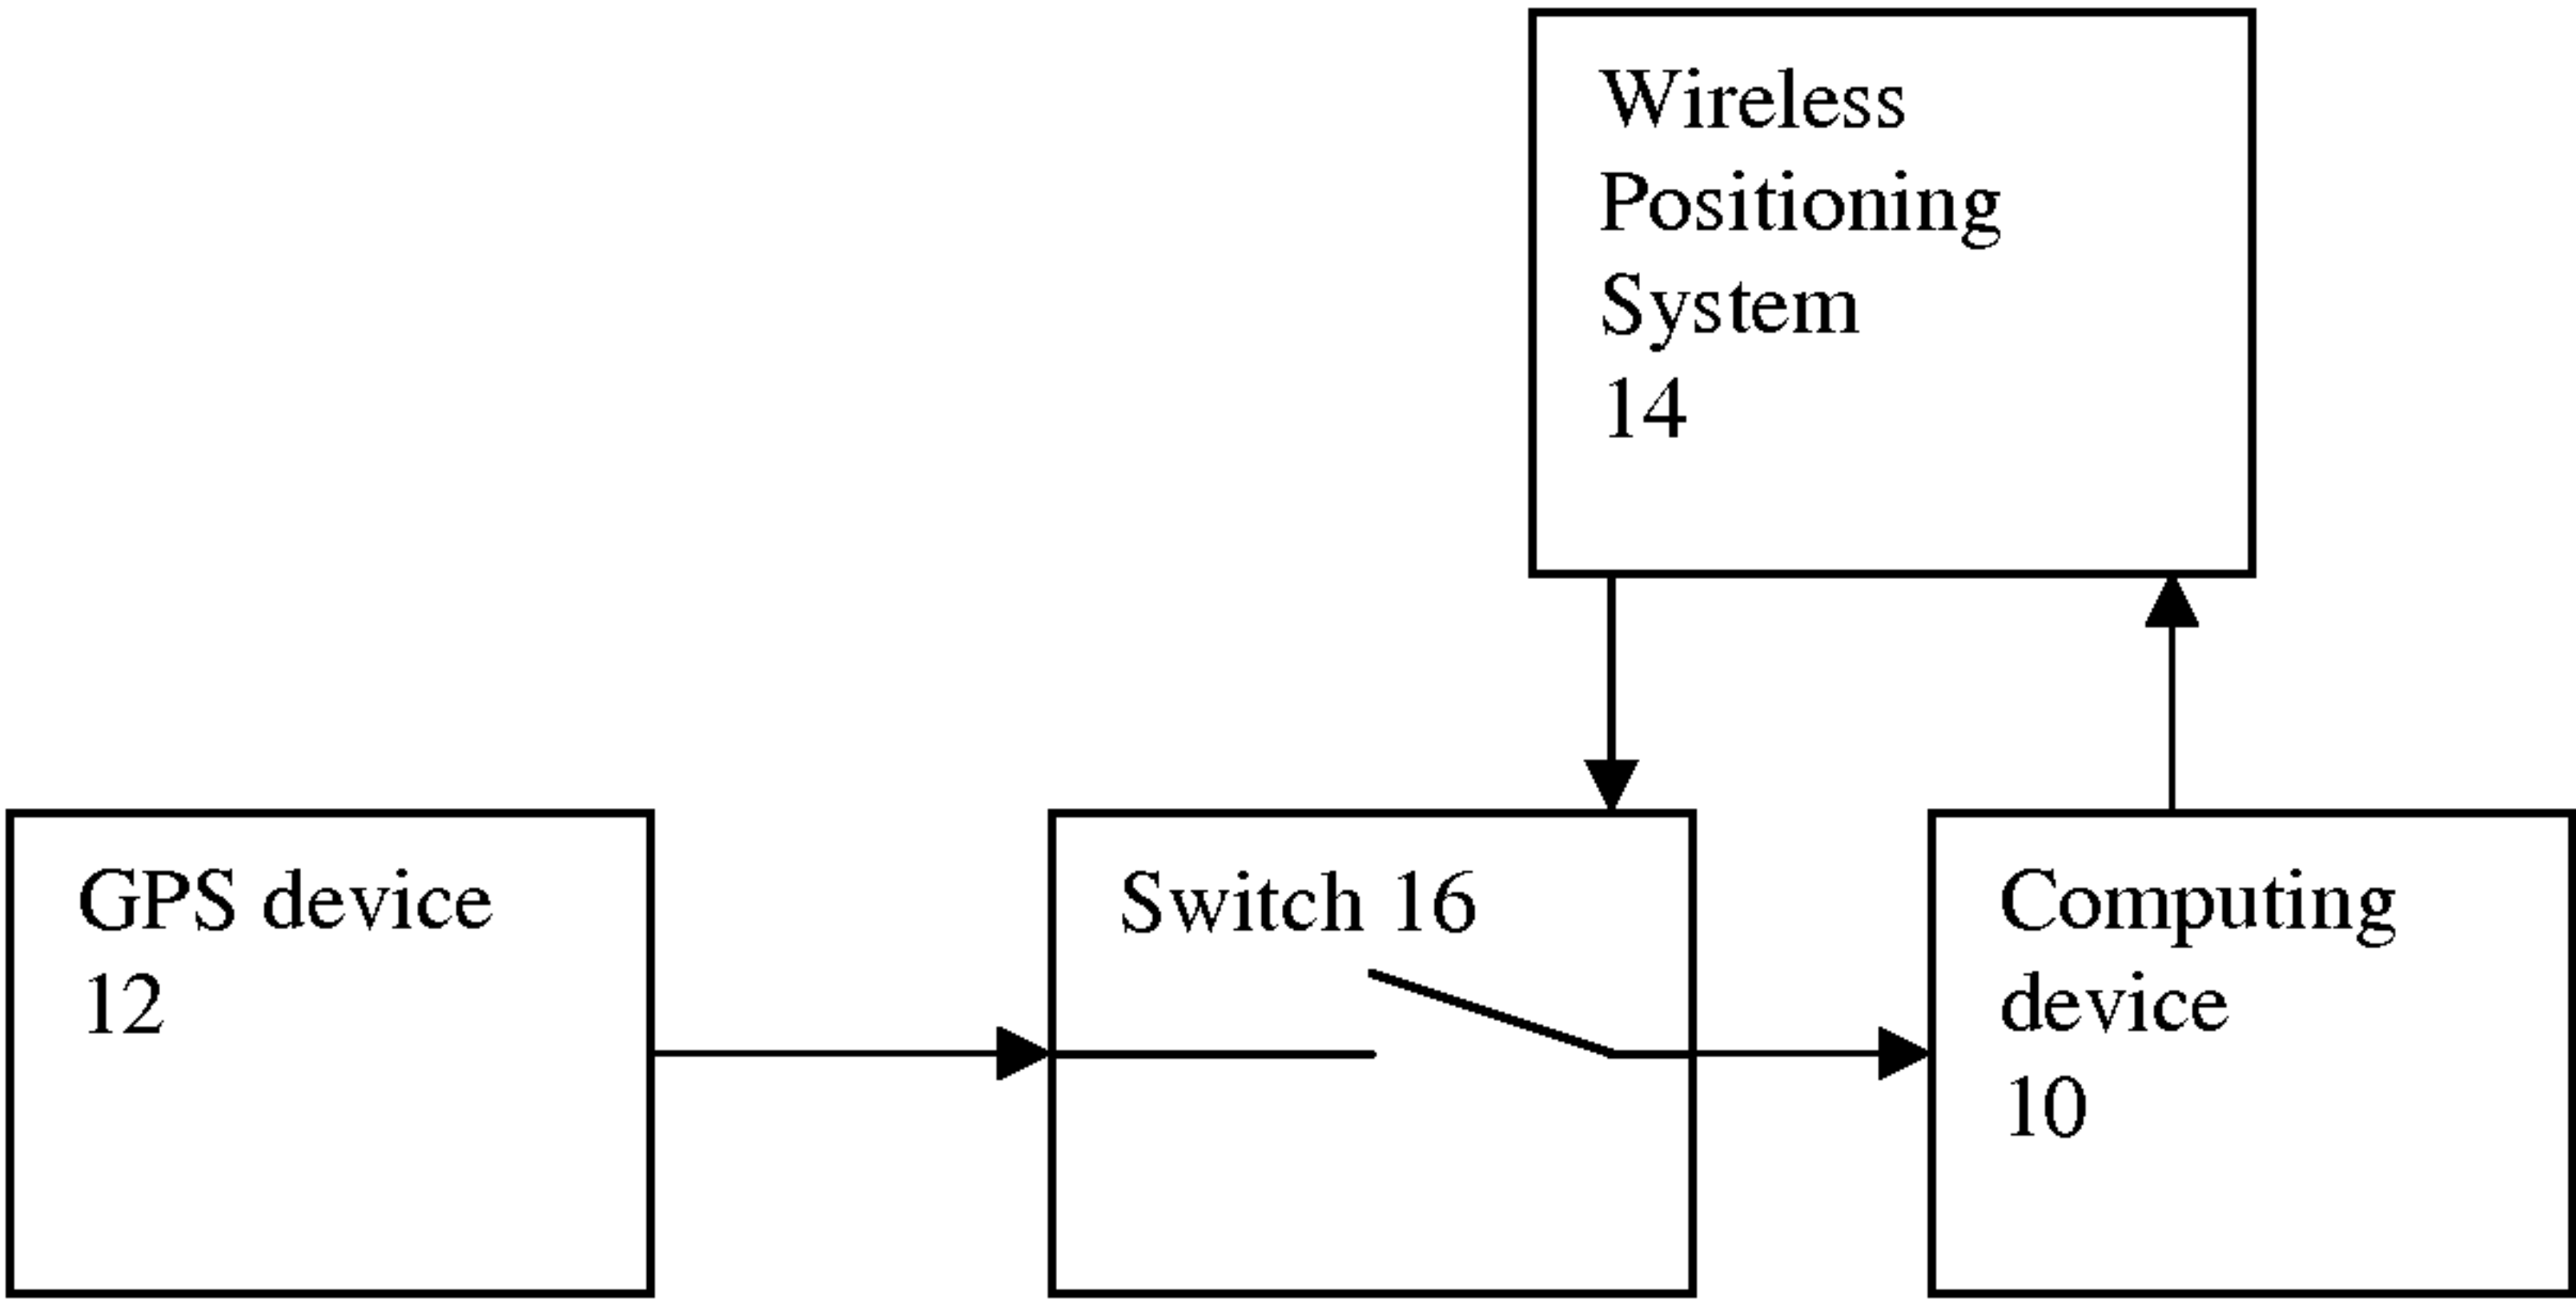 Wireless
Positioning
System
14
GPS device
12
Switch 16
Computing
device
10